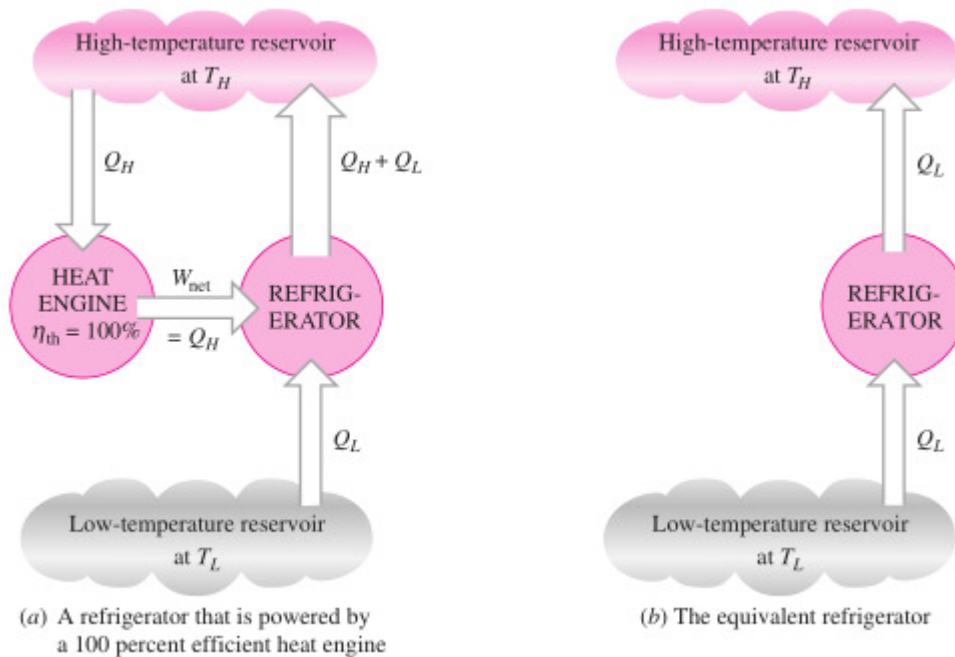 High-temperature reservoir
at T_H
Q_H
Q_H + Q_L
HEAT
ENGINE
η_th = 100%
W_net
= Q_H
REFRIG-
ERATOR
Q_L
Low-temperature reservoir
at T_L
(a) A refrigerator that is powered by
a 100 percent efficient heat engine
High-temperature reservoir
at T_H
Q_L
REFRIG-
ERATOR
Q_L
Low-temperature reservoir
at T_L
(b) The equivalent refrigerator